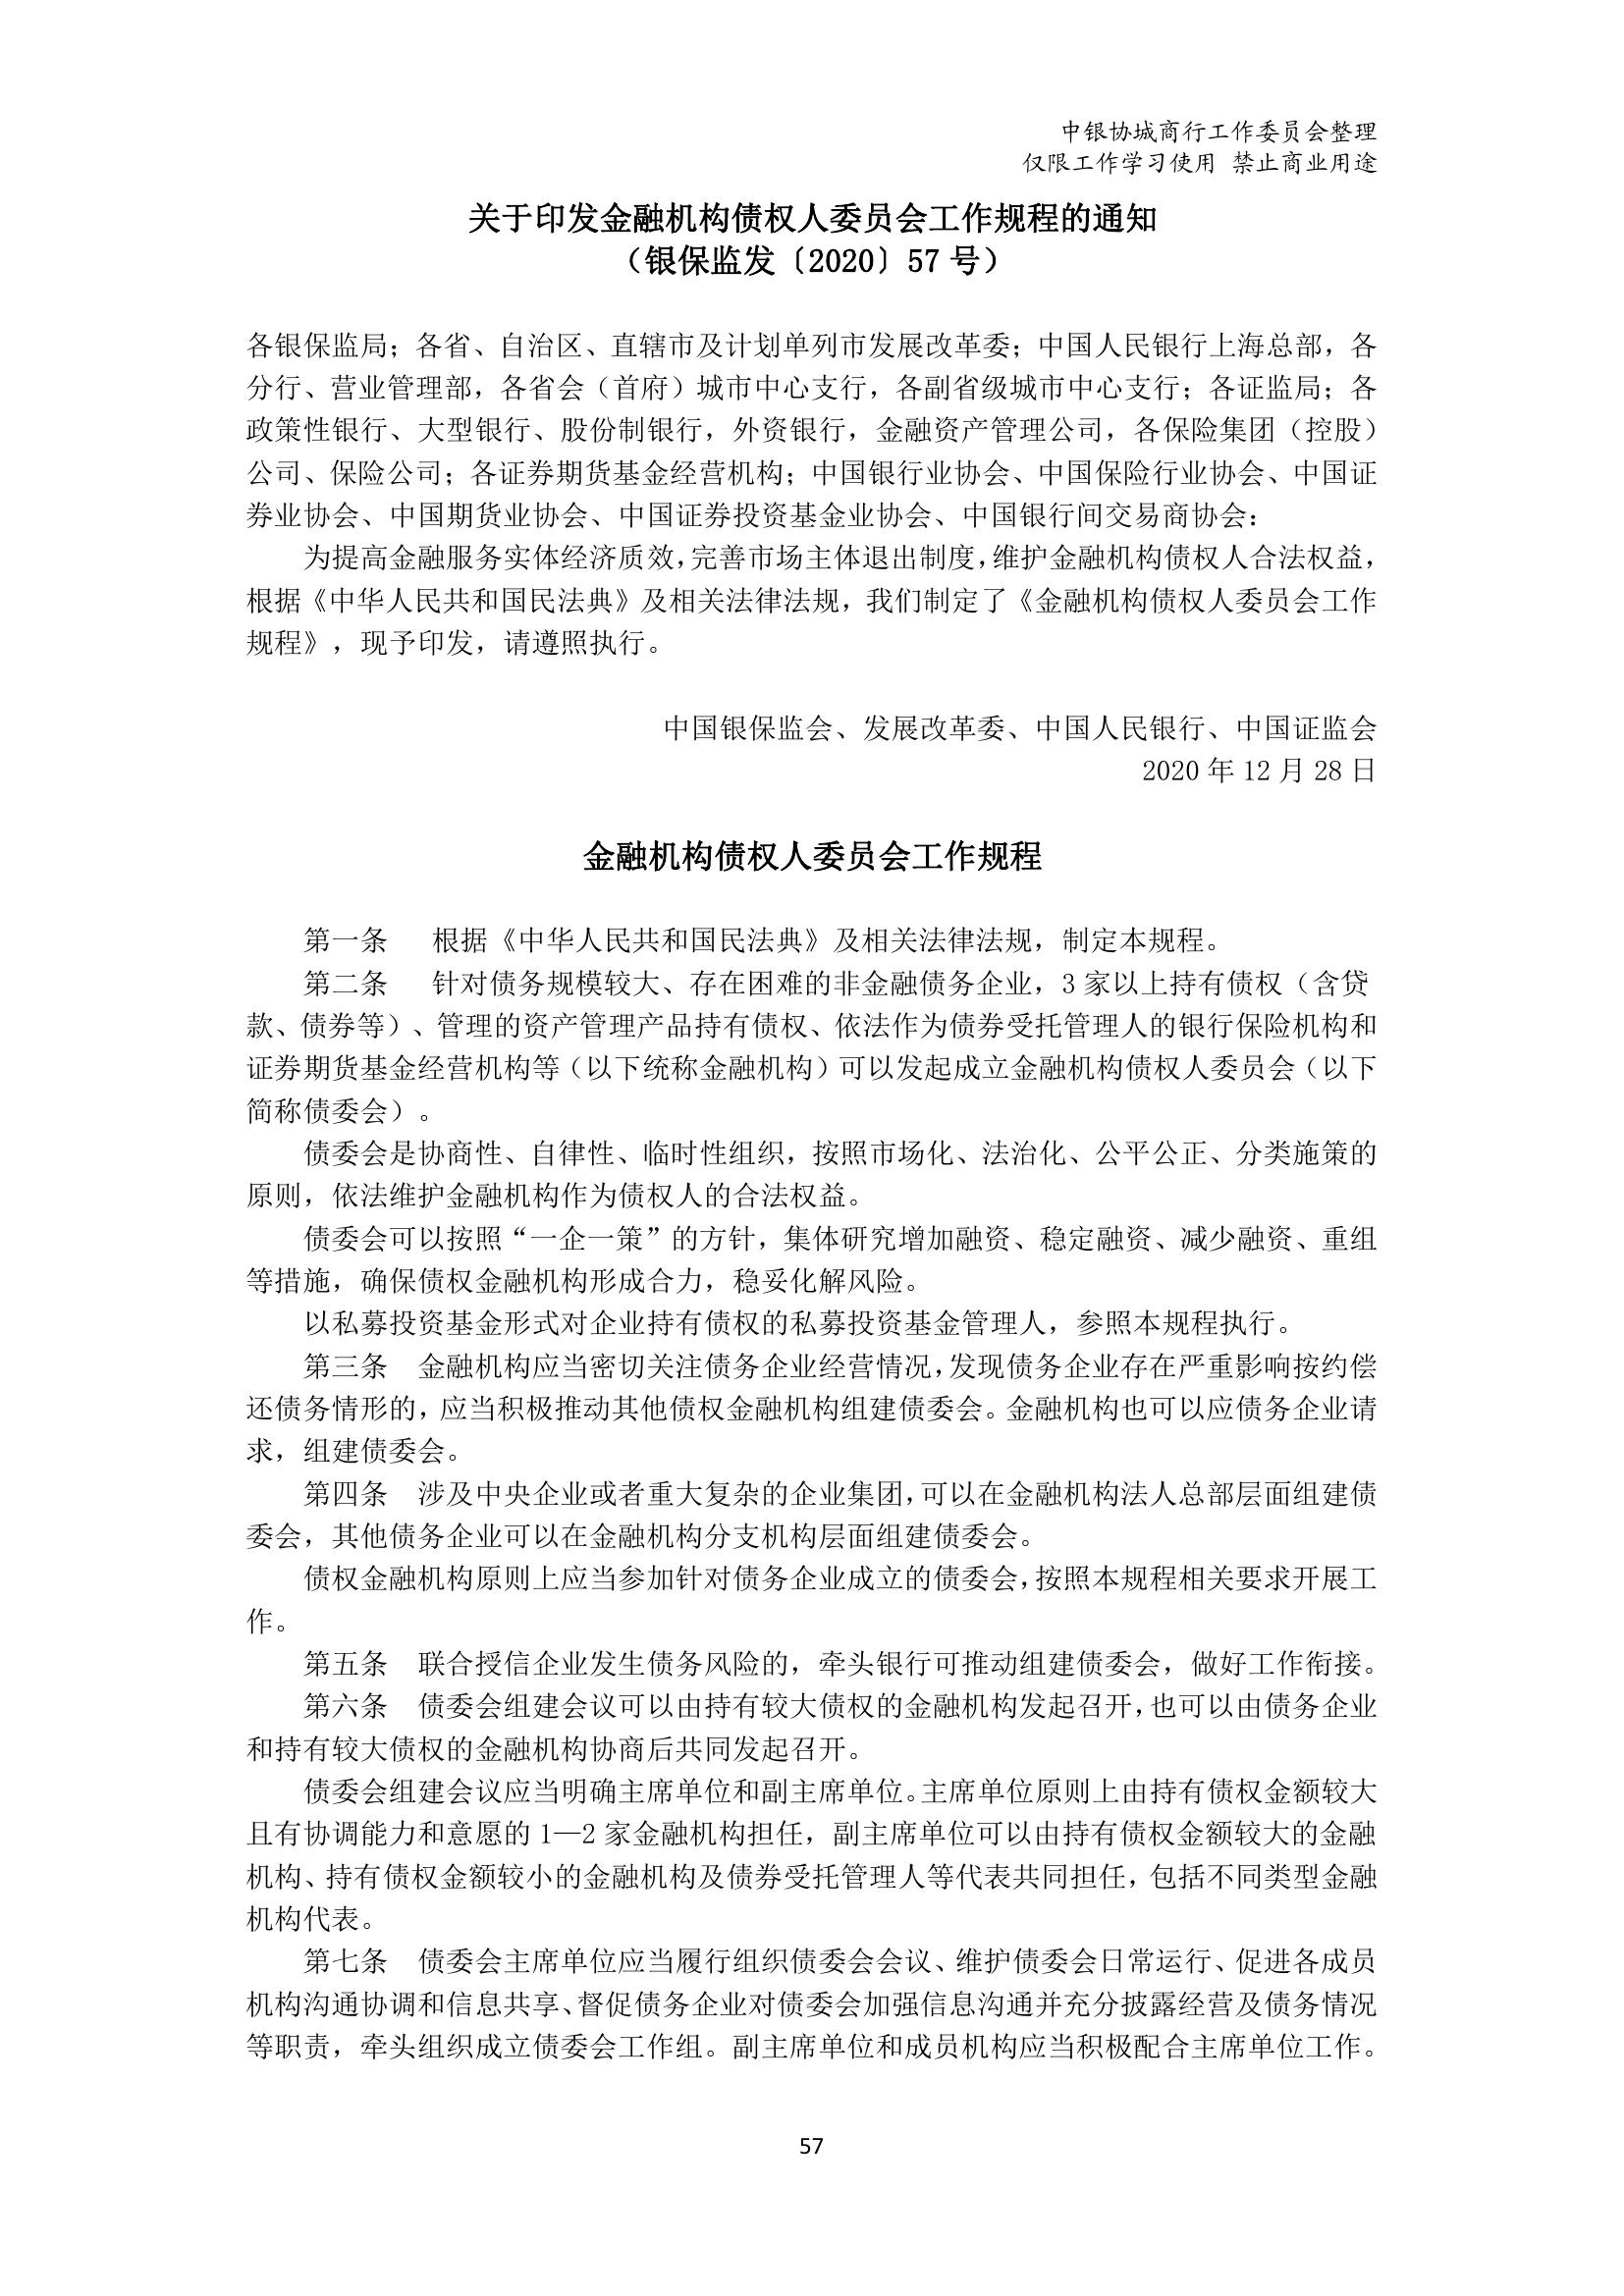 中银协城商行工作委员会整理
仅限工作学习使用 禁止商业用途
关于印发金融机构债权人委员会工作规程的通知
（银保监发〔2020〕57 号）
各银保监局；各省、自治区、直辖市及计划单列市发展改革委；中国人民银行上海总部，各
分行、营业管理部，各省会（首府）城市中心支行，各副省级城市中心支行；各证监局；各
政策性银行、大型银行、股份制银行，外资银行，金融资产管理公司，各保险集团（控股）
公司、保险公司；各证券期货基金经营机构；中国银行业协会、中国保险行业协会、中国证
券业协会、中国期货业协会、中国证券投资基金业协会、中国银行间交易商协会：
为提高金融服务实体经济质效，完善市场主体退出制度，维护金融机构债权人合法权益，
根据《中华人民共和国民法典》及相关法律法规，我们制定了《金融机构债权人委员会工作
规程》，现予印发，请遵照执行。
中国银保监会、发展改革委、中国人民银行、中国证监会
2020 年 12 月 28 日
金融机构债权人委员会工作规程
第一条 根据《中华人民共和国民法典》及相关法律法规，制定本规程。
第二条 针对债务规模较大、存在困难的非金融债务企业，3 家以上持有债权（含贷
款、债券等）、管理的资产管理产品持有债权、依法作为债券受托管理人的银行保险机构和
证券期货基金经营机构等（以下统称金融机构）可以发起成立金融机构债权人委员会（以下
简称债委会）。
债委会是协商性、自律性、临时性组织，按照市场化、法治化、公平公正、分类施策的
原则，依法维护金融机构作为债权人的合法权益。
债委会可以按照“一企一策”的方针，集体研究增加融资、稳定融资、减少融资、重组
等措施，确保债权金融机构形成合力，稳妥化解风险。
以私募投资基金形式对企业持有债权的私募投资基金管理人，参照本规程执行。
第三条 金融机构应当密切关注债务企业经营情况，发现债务企业存在严重影响按约偿
还债务情形的，应当积极推动其他债权金融机构组建债委会。金融机构也可以应债务企业请
求，组建债委会。
第四条 涉及中央企业或者重大复杂的企业集团，可以在金融机构法人总部层面组建债
委会，其他债务企业可以在金融机构分支机构层面组建债委会。
债权金融机构原则上应当参加针对债务企业成立的债委会，按照本规程相关要求开展工
作。
第五条 联合授信企业发生债务风险的，牵头银行可推动组建债委会，做好工作衔接。
第六条 债委会组建会议可以由持有较大债权的金融机构发起召开，也可以由债务企业
和持有较大债权的金融机构协商后共同发起召开。
债委会组建会议应当明确主席单位和副主席单位。主席单位原则上由持有债权金额较大
且有协调能力和意愿的 1—2 家金融机构担任，副主席单位可以由持有债权金额较大的金融
机构、持有债权金额较小的金融机构及债券受托管理人等代表共同担任，包括不同类型金融
机构代表。
第七条 债委会主席单位应当履行组织债委会会议、维护债委会日常运行、促进各成员
机构沟通协调和信息共享、督促债务企业对债委会加强信息沟通并充分披露经营及债务情况
等职责，牵头组织成立债委会工作组。副主席单位和成员机构应当积极配合主席单位工作。
57